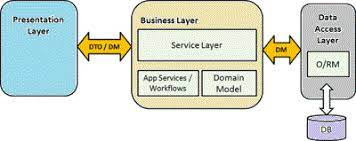 Presentation
Layer
DTO / DM
Business Layer
Service Layer
App Services /
Workflows
Domain
Model
DM
Data
Access
Layer
O/RM
DB